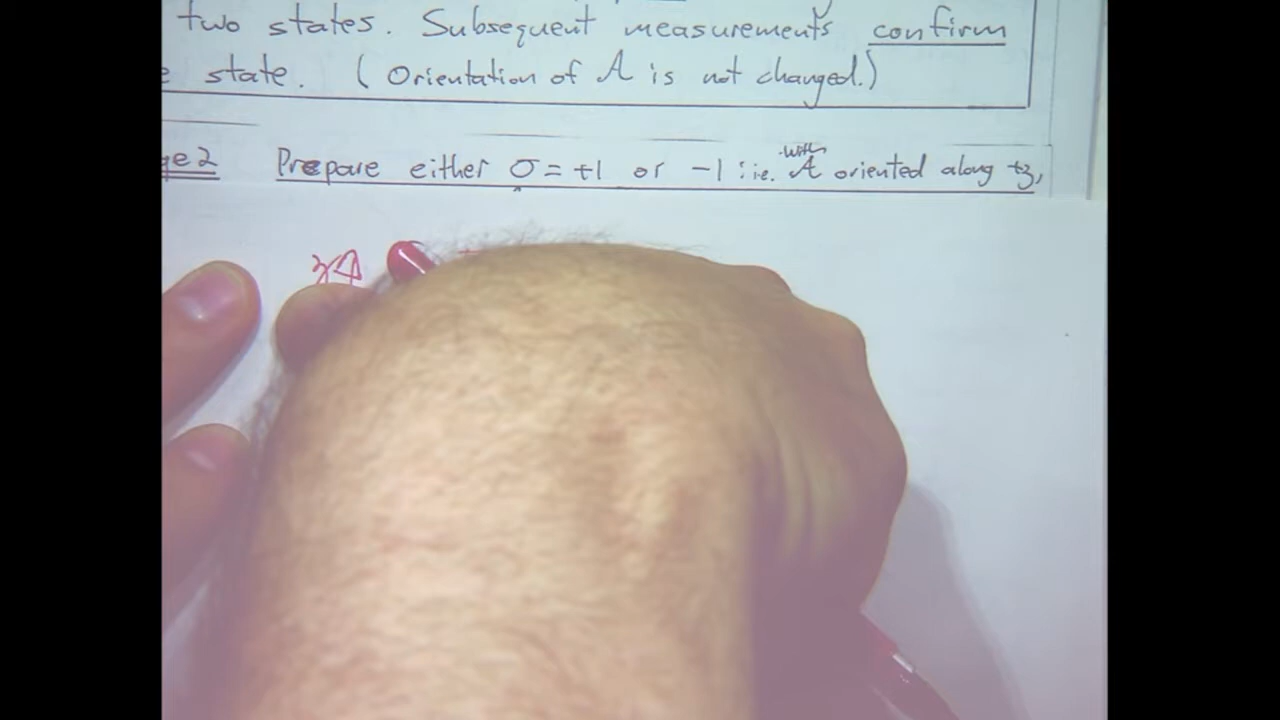 two states. Subsequent measurements confirm
state. (Orientation of A is not changed.)
with
Prepare either σ = +1 or -1 : i.e. A oriented along +z,
z